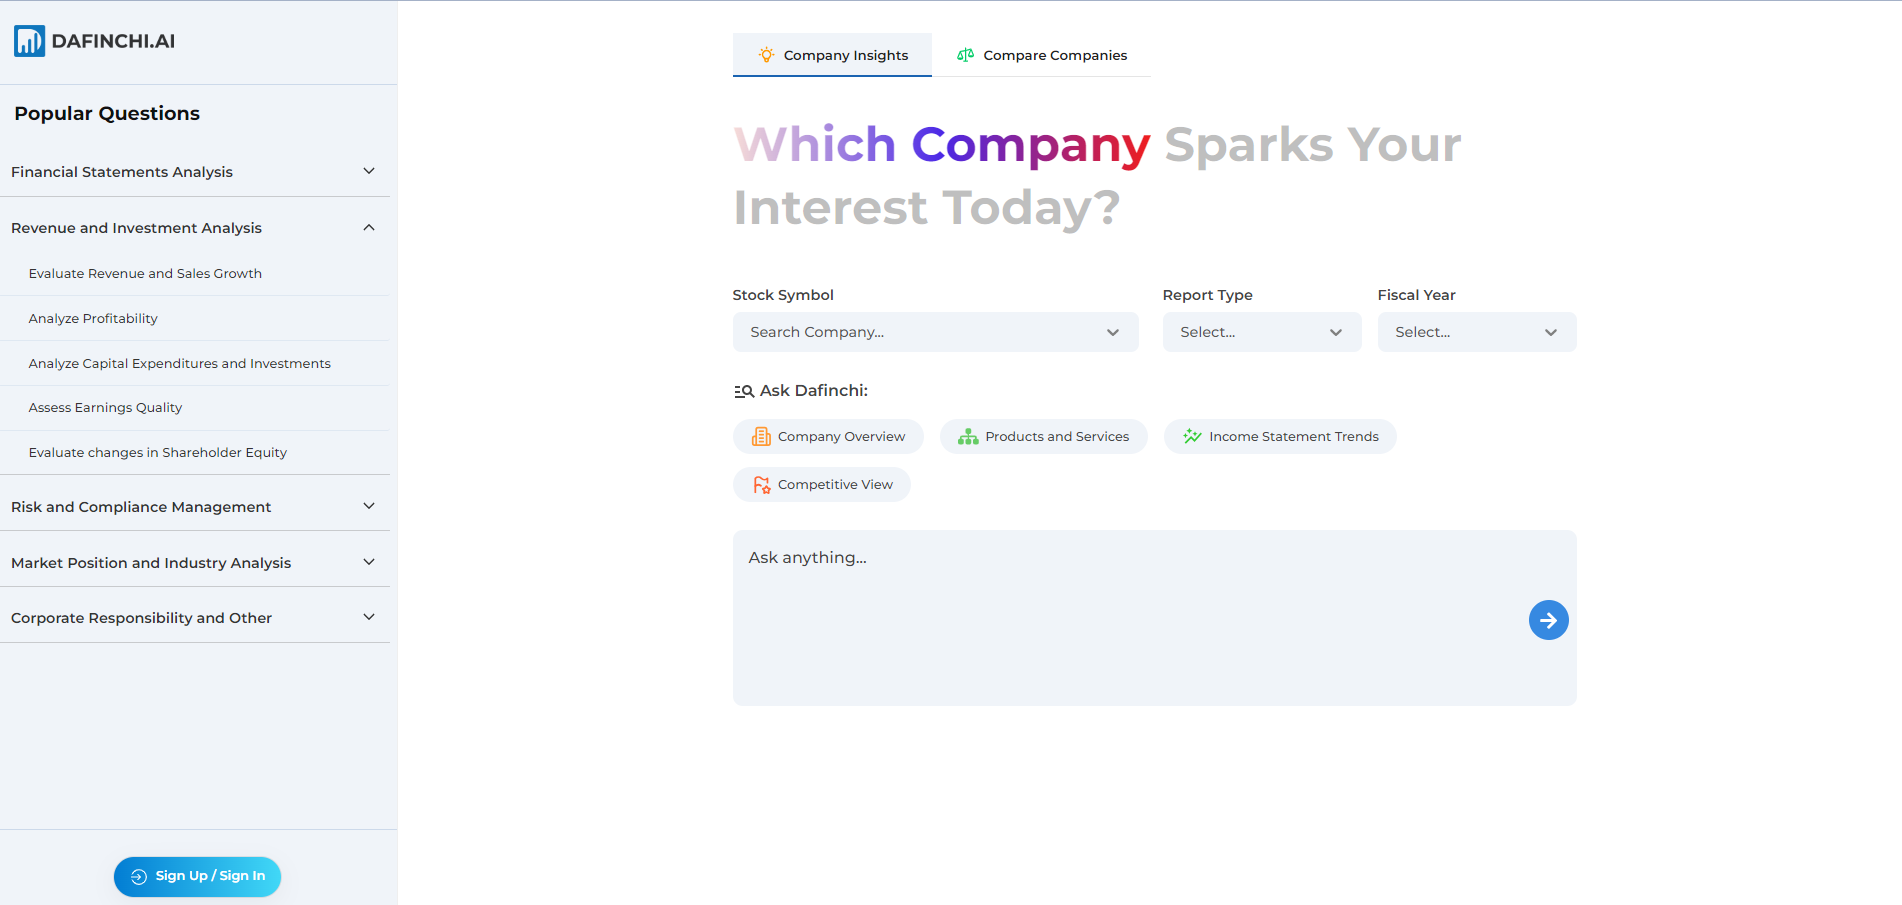 DAFINCHI.AI
Popular Questions
Financial Statements Analysis
Revenue and Investment Analysis
Evaluate Revenue and Sales Growth
Analyze Profitability
Analyze Capital Expenditures and Investments
Assess Earnings Quality
Evaluate changes in Shareholder Equity
Risk and Compliance Management
Market Position and Industry Analysis
Corporate Responsibility and Other
Sign Up / Sign In
Company Insights
Compare Companies
Which Company Sparks Your
Interest Today?
Stock Symbol
Report Type
Fiscal Year
Search Company...
Select...
Select...
Ask Dafinchi:
Company Overview
Products and Services
Income Statement Trends
Competitive View
Ask anything...